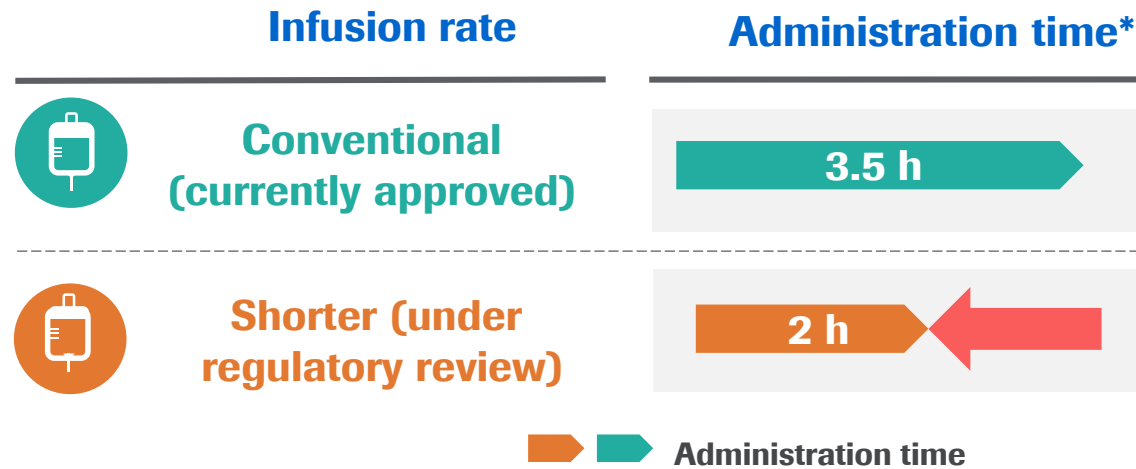 Infusion rate
Administration time*
Conventional
(currently approved)
3.5 h
Shorter (under
regulatory review)
2 h
Administration time